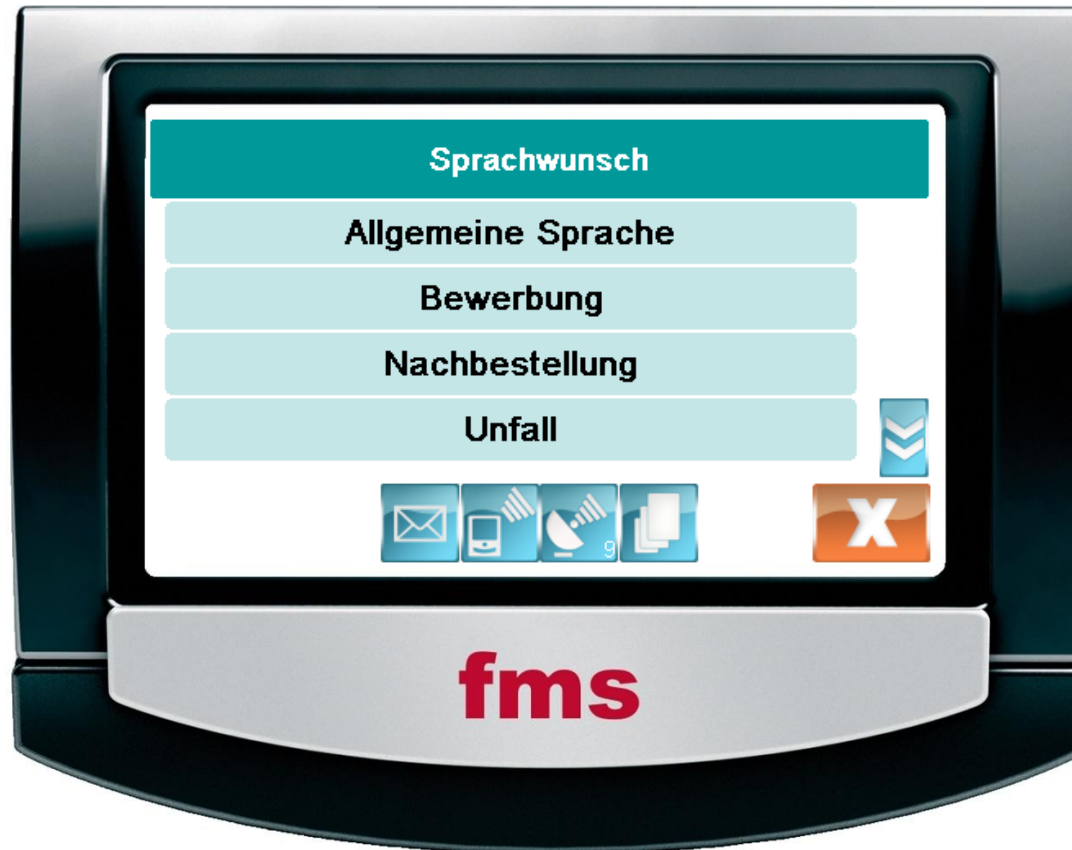 Sprachwunsch
Allgemeine Sprache
Bewerbung
Nachbestellung
Unfall
9
X
fms